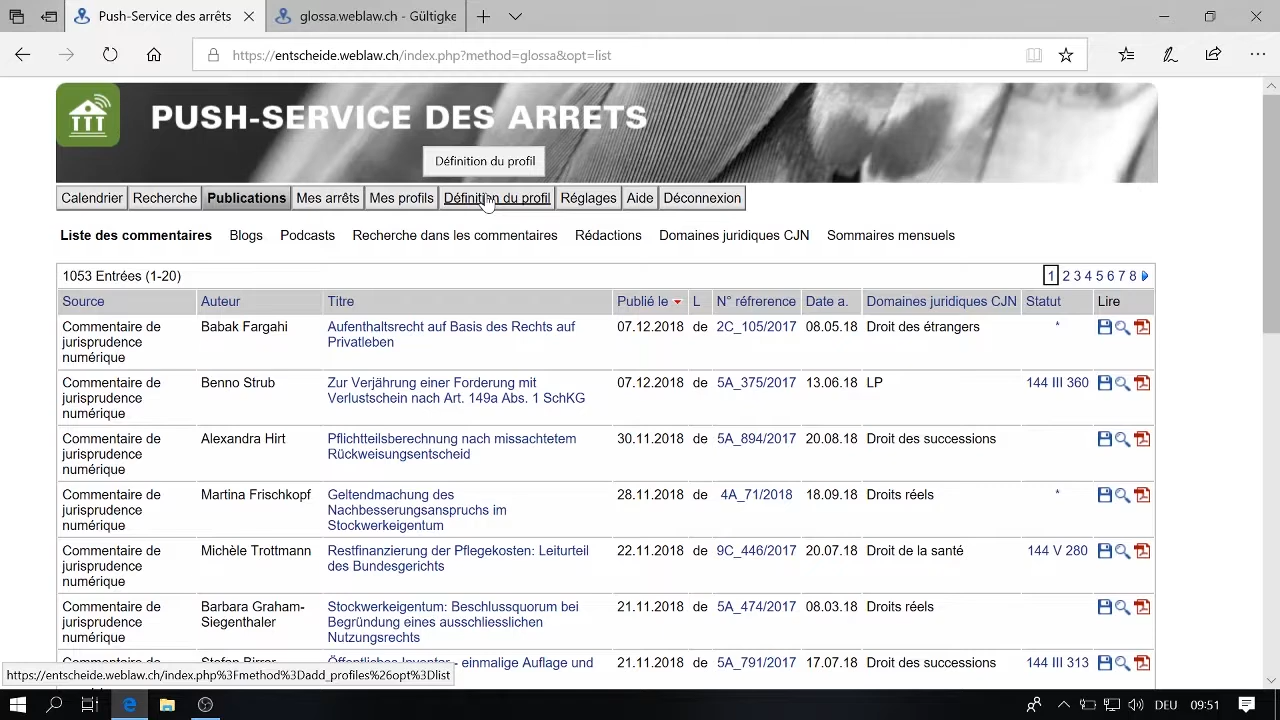 Push-Service des arrêts
glossa.weblaw.ch - Gültigke
https://entscheide.weblaw.ch/index.php?method=glossa&opt=list
PUSH-SERVICE DES ARRETS
Définition du profil
Calendrier Recherche Publications Mes arrêts Mes profils Définition du profil Réglages Aide Déconnexion
Liste des commentaires Blogs Podcasts Recherche dans les commentaires Rédactions Domaines juridiques CJN Sommaires mensuels
1053 Entrées (1-20) 1 2 3 4 5 6 7 8
Source Auteur Titre Publié le L N° réfrerence Date a. Domaines juridiques CJN Statut Lire
Commentaire de Babak Fargahi Aufenthaltsrecht auf Basis des Rechts auf 07.12.2018 de 2C_105/2017 08.05.18 Droit des étrangers *
jurisprudence Privatleben
numérique
Commentaire de Benno Strub Zur Verjährung einer Forderung mit 07.12.2018 de 5A_375/2017 13.06.18 LP 144 III 360
jurisprudence Verlustschein nach Art. 149a Abs. 1 SchKG
numérique
Commentaire de Alexandra Hirt Pflichtteilsberechnung nach missachtetem 30.11.2018 de 5A_894/2017 20.08.18 Droit des successions
jurisprudence Rückweisungsentscheid
numérique
Commentaire de Martina Frischkopf Geltendmachung des 28.11.2018 de 4A_71/2018 18.09.18 Droits réels *
jurisprudence Nachbesserungsanspruchs im
numérique Stockwerkeigentum
Commentaire de Michèle Trottmann Restfinanzierung der Pflegekosten: Leiturteil 22.11.2018 de 9C_446/2017 20.07.18 Droit de la santé 144 V 280
jurisprudence des Bundesgerichts
numérique
Commentaire de Barbara Graham- Stockwerkeigentum: Beschlussquorum bei 21.11.2018 de 5A_474/2017 08.03.18 Droits réels
jurisprudence Siegenthaler Begründung eines ausschliesslichen
numérique Nutzungsrechts
Commentaire de Stefan Birrer Öffentliches Inventar - einmalige Auflage und 21.11.2018 de 5A_791/2017 17.07.18 Droit des successions 144 III 313
https://entscheide.weblaw.ch/index.php%3Fmethod%3Dadd_profiles%26opt%3Dlist
DEU 09:51